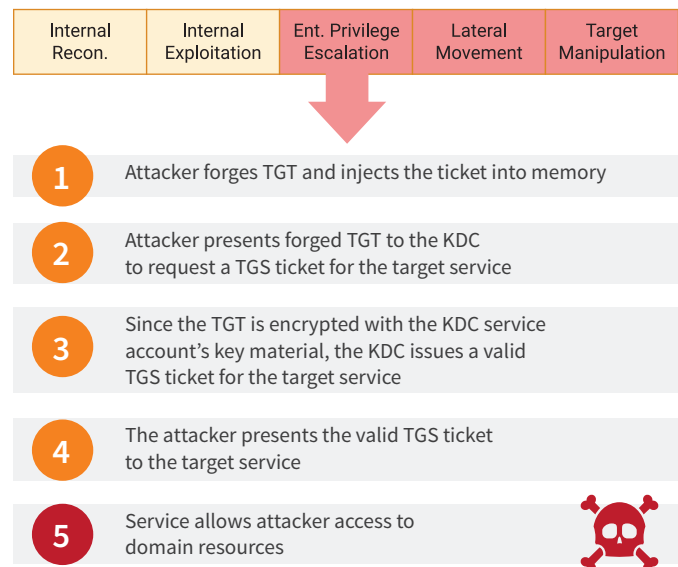 Internal Recon.
Internal Exploitation
Ent. Privilege Escalation
Lateral Movement
Target Manipulation
1
Attacker forges TGT and injects the ticket into memory
2
Attacker presents forged TGT to the KDC
to request a TGS ticket for the target service
3
Since the TGT is encrypted with the KDC service
account's key material, the KDC issues a valid
TGS ticket for the target service
4
The attacker presents the valid TGS ticket
to the target service
5
Service allows attacker access to
domain resources